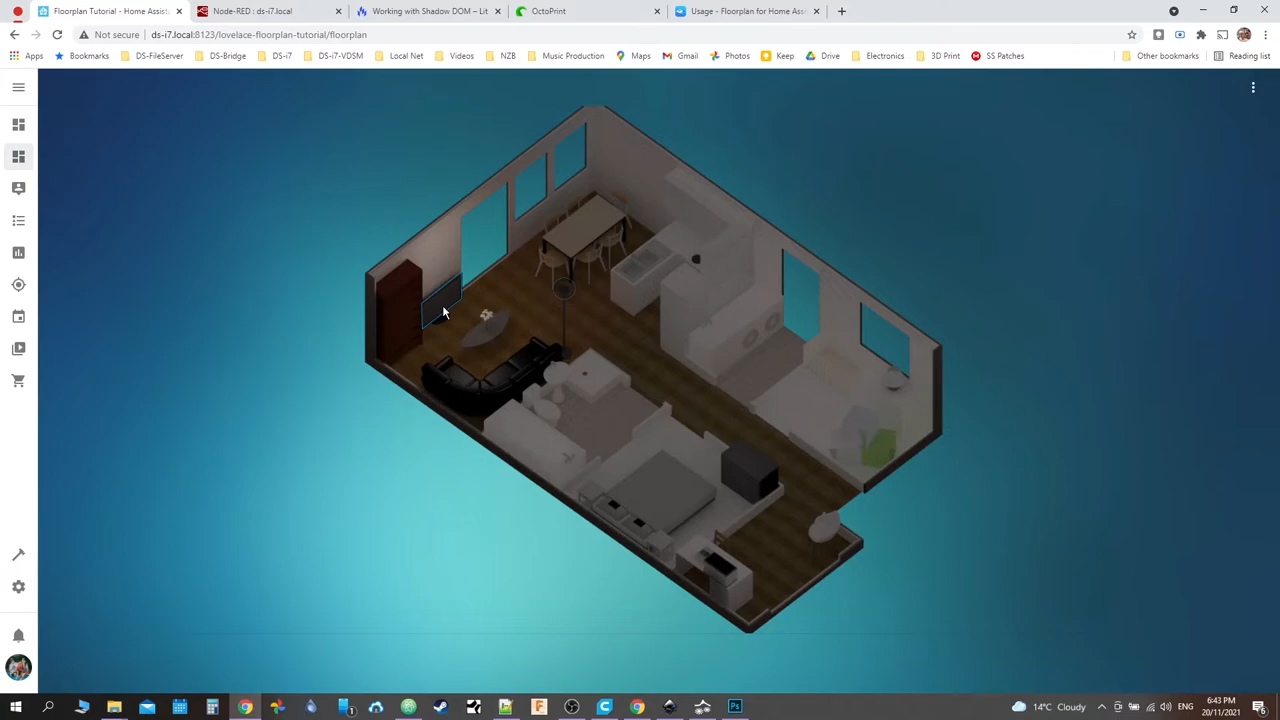 Floorplan Tutorial - Home Assist
Node-RED : ds-i7.local
Working with Shadow DOM – Lit
OctoPrint
Usage - Floorplan for Home Ass
Not secure
ds-i7.local:8123/lovelace-floorplan-tutorial/floorplan
Apps
Bookmarks
DS-FileServer
DS-Bridge
DS-i7
DS-i7-VDSM
Local Net
Videos
NZB
Music Production
Maps
Gmail
Photos
Keep
Drive
Electronics
3D Print
SS Patches
Other bookmarks
Reading list
14°C Cloudy
6:43 PM
20/11/2021